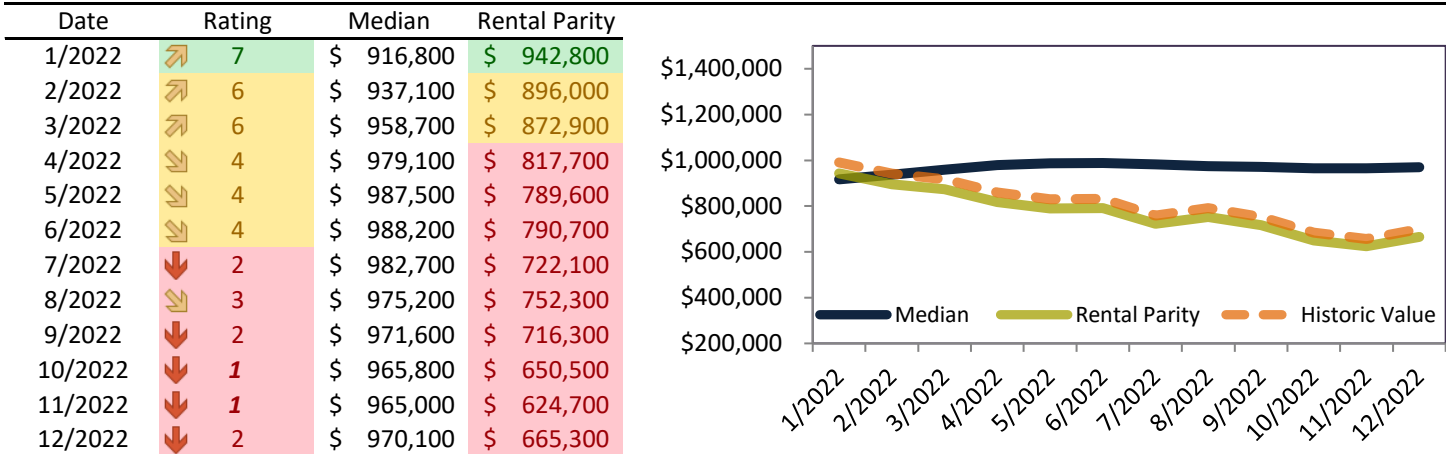 Date Rating Median Rental Parity
1/2022 7 $ 916,800 $ 942,800
2/2022 6 $ 937,100 $ 896,000
3/2022 6 $ 958,700 $ 872,900
4/2022 4 $ 979,100 $ 817,700
5/2022 4 $ 987,500 $ 789,600
6/2022 4 $ 988,200 $ 790,700
7/2022 2 $ 982,700 $ 722,100
8/2022 3 $ 975,200 $ 752,300
9/2022 2 $ 971,600 $ 716,300
10/2022 1 $ 965,800 $ 650,500
11/2022 1 $ 965,000 $ 624,700
12/2022 2 $ 970,100 $ 665,300
$1,400,000
$1,200,000
$1,000,000
$800,000
$600,000
$400,000
$200,000
Median Rental Parity Historic Value
1/2022 2/2022 3/2022 4/2022 5/2022 6/2022 7/2022 8/2022 9/2022 10/2022 11/2022 12/2022